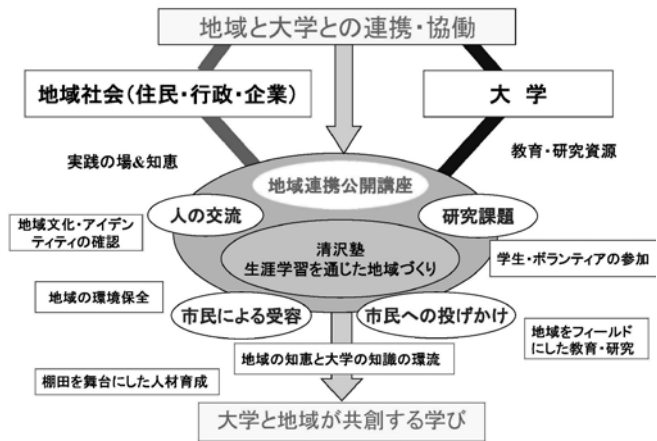 地域と大学との連携・協働
地域社会(住民・行政・企業)
大 学
実践の場&知恵
教育・研究資源
地域連携公開講座
人の交流
研究課題
地域文化・アイデン
ティティの確認
清沢塾
生涯学習を通じた地域づくり
学生・ボランティアの参加
地域の環境保全
市民による受容
市民への投げかけ
地域をフィールド
にした教育・研究
地域の知恵と大学の知識の環流
棚田を舞台にした人材育成
大学と地域が共創する学び